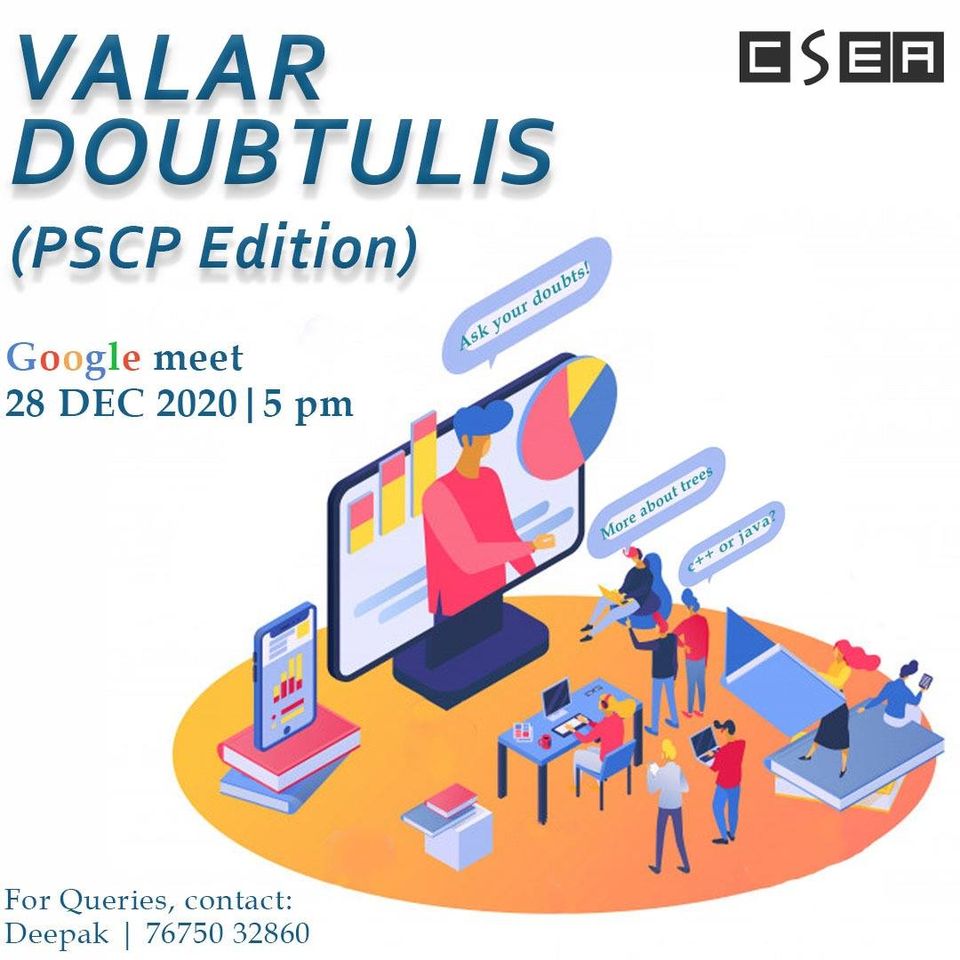 VALAR
DOUBTULIS
(PSCP Edition)
CSEA
Google meet
28 DEC 2020|5 pm
Ask your doubts!
More about trees
c++ or java?
For Queries, contact:
Deepak | 76750 32860